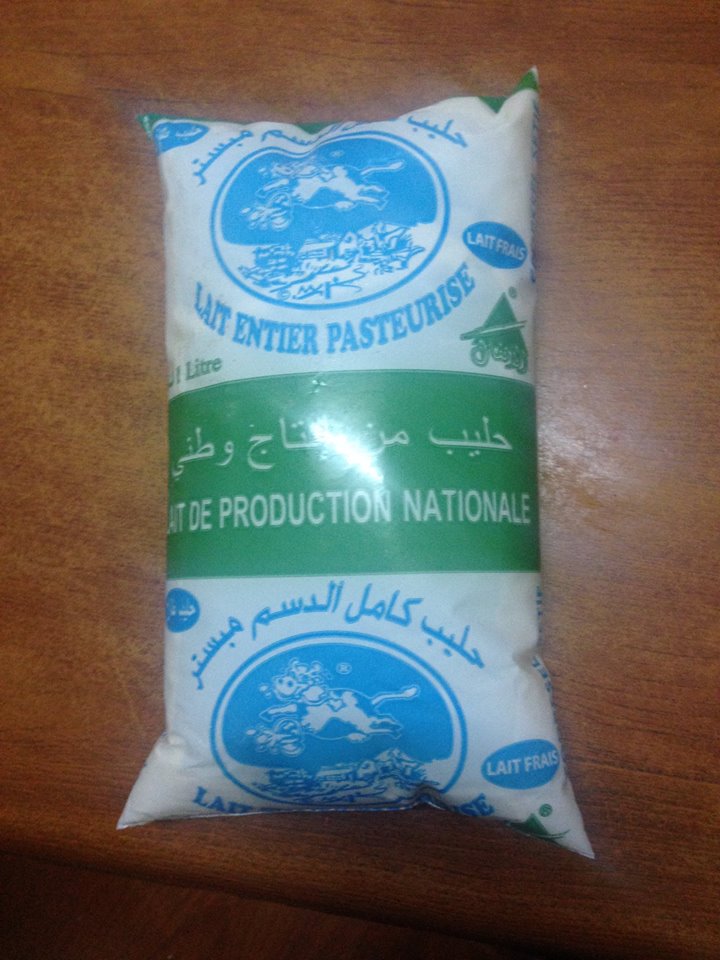 حليب كامل الدسم مبستر
LAIT FRAIS
LAIT ENTIER PASTEURISE
1 Litre
حليب من إنتاج وطني
LAIT DE PRODUCTION NATIONALE
حليب كامل ألدسم مبستر
LAIT FRAIS